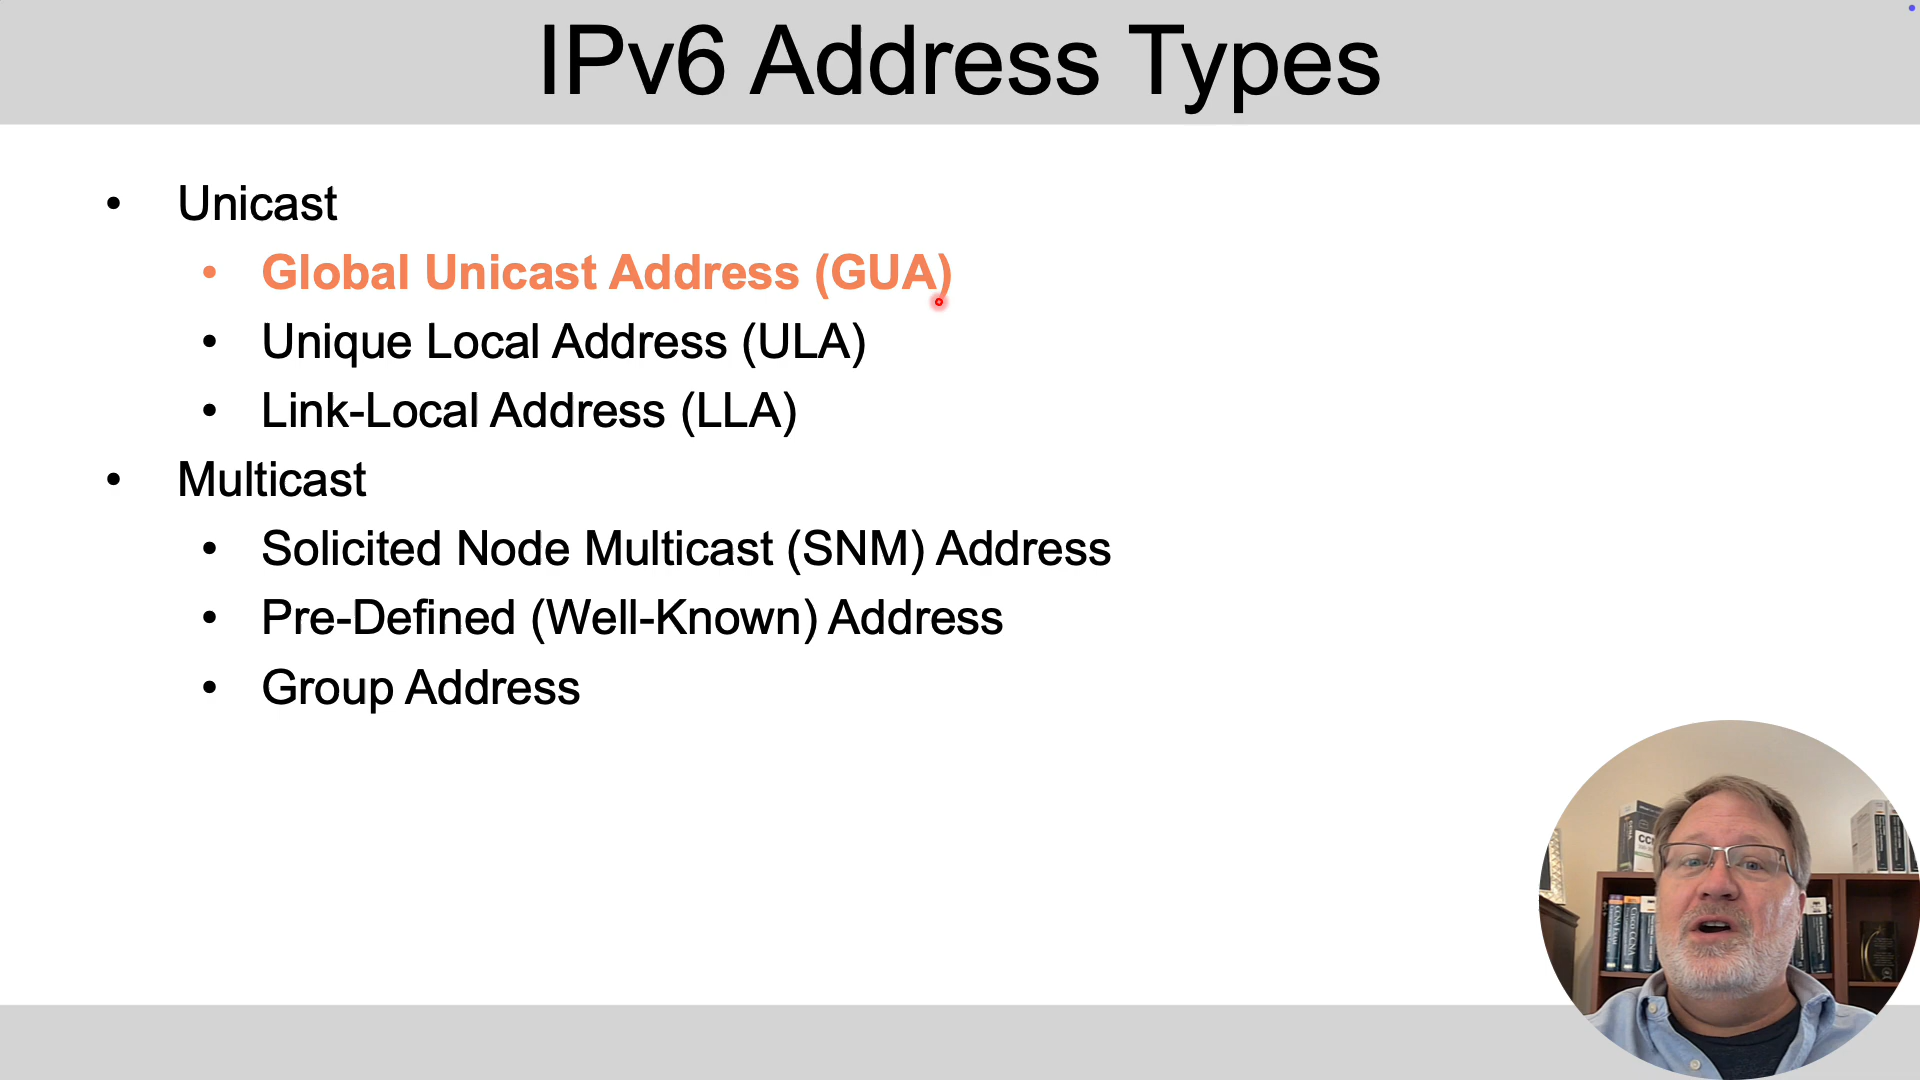 IPv6 Address Types
• Unicast
• Global Unicast Address (GUA)
• Unique Local Address (ULA)
• Link-Local Address (LLA)
• Multicast
• Solicited Node Multicast (SNM) Address
• Pre-Defined (Well-Known) Address
• Group Address